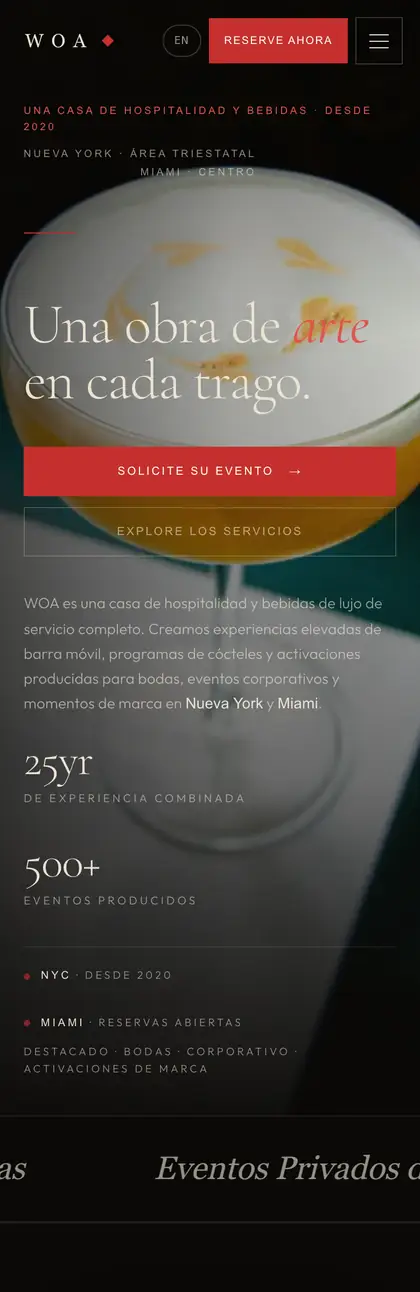 WOA
EN
RESERVE AHORA
UNA CASA DE HOSPITALIDAD Y BEBIDAS · DESDE
2020
NUEVA YORK · ÁREA TRIESTATAL
MIAMI · CENTRO
Una obra de arte
en cada trago.
SOLICITE SU EVENTO →
EXPLORE LOS SERVICIOS
WOA es una casa de hospitalidad y bebidas de lujo de
servicio completo. Creamos experiencias elevadas de
barra móvil, programas de cócteles y activaciones
producidas para bodas, eventos corporativos y
momentos de marca en Nueva York y Miami.
25yr
DE EXPERIENCIA COMBINADA
500+
EVENTOS PRODUCIDOS
NYC · DESDE 2020
MIAMI · RESERVAS ABIERTAS
DESTACADO · BODAS · CORPORATIVO ·
ACTIVACIONES DE MARCA
Eventos Privados